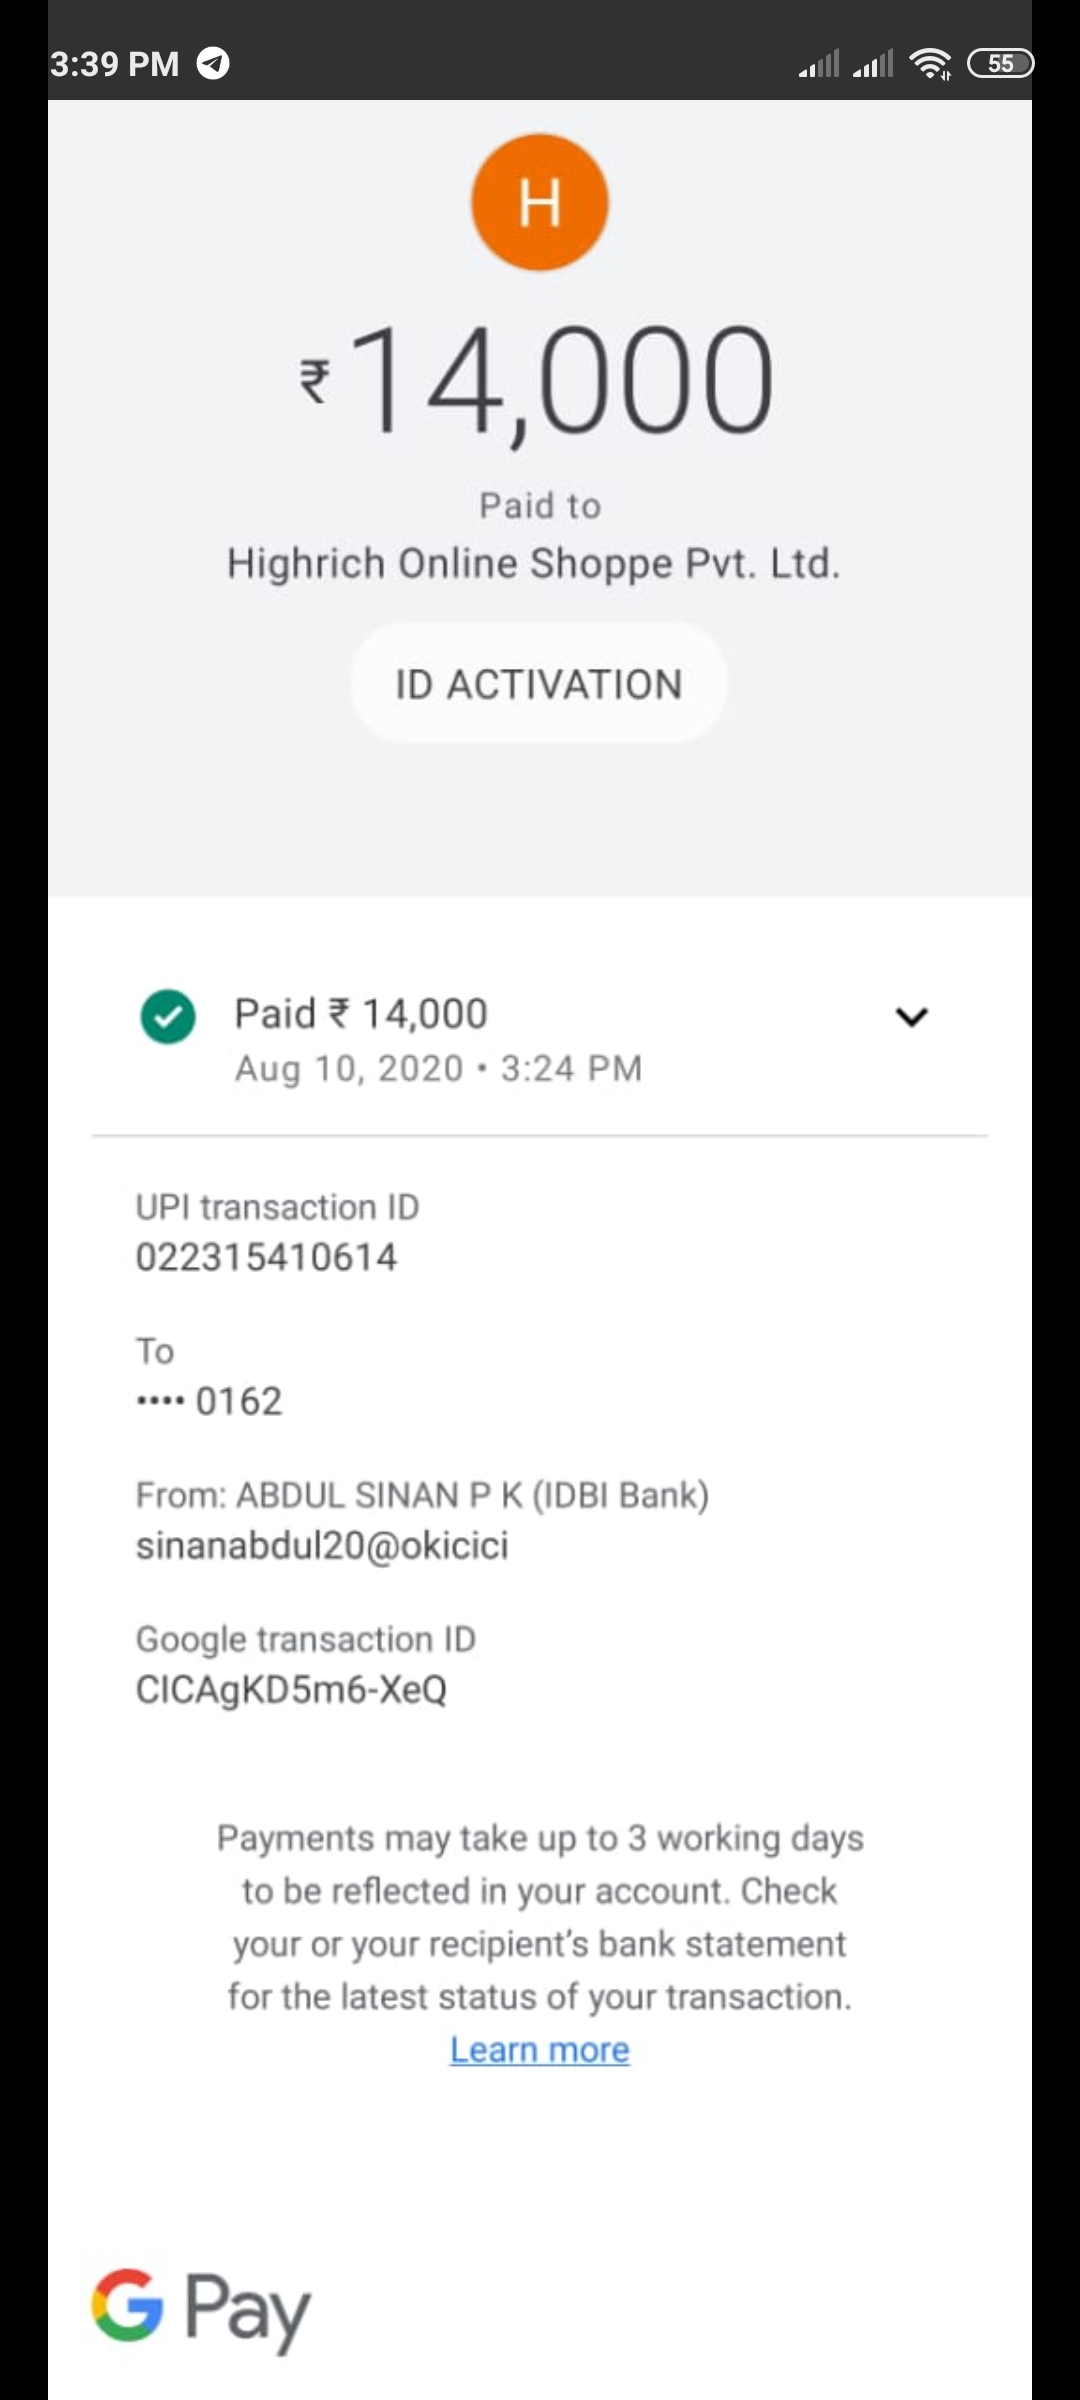 3:39 PM
55
H
₹14,000
Paid to
Highrich Online Shoppe Pvt. Ltd.
ID ACTIVATION
Paid ₹ 14,000
Aug 10, 2020 • 3:24 PM
UPI transaction ID
022315410614
To
•••• 0162
From: ABDUL SINAN P K (IDBI Bank)
sinanabdul20@okicici
Google transaction ID
CICAgKD5m6-XeQ
Payments may take up to 3 working days
to be reflected in your account. Check
your or your recipient’s bank statement
for the latest status of your transaction.
Learn more
G Pay